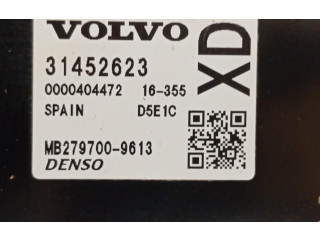 VOLVO
XD
31452623
0000404472 16-355
SPAIN D5E1C
MB279700-9613
DENSO